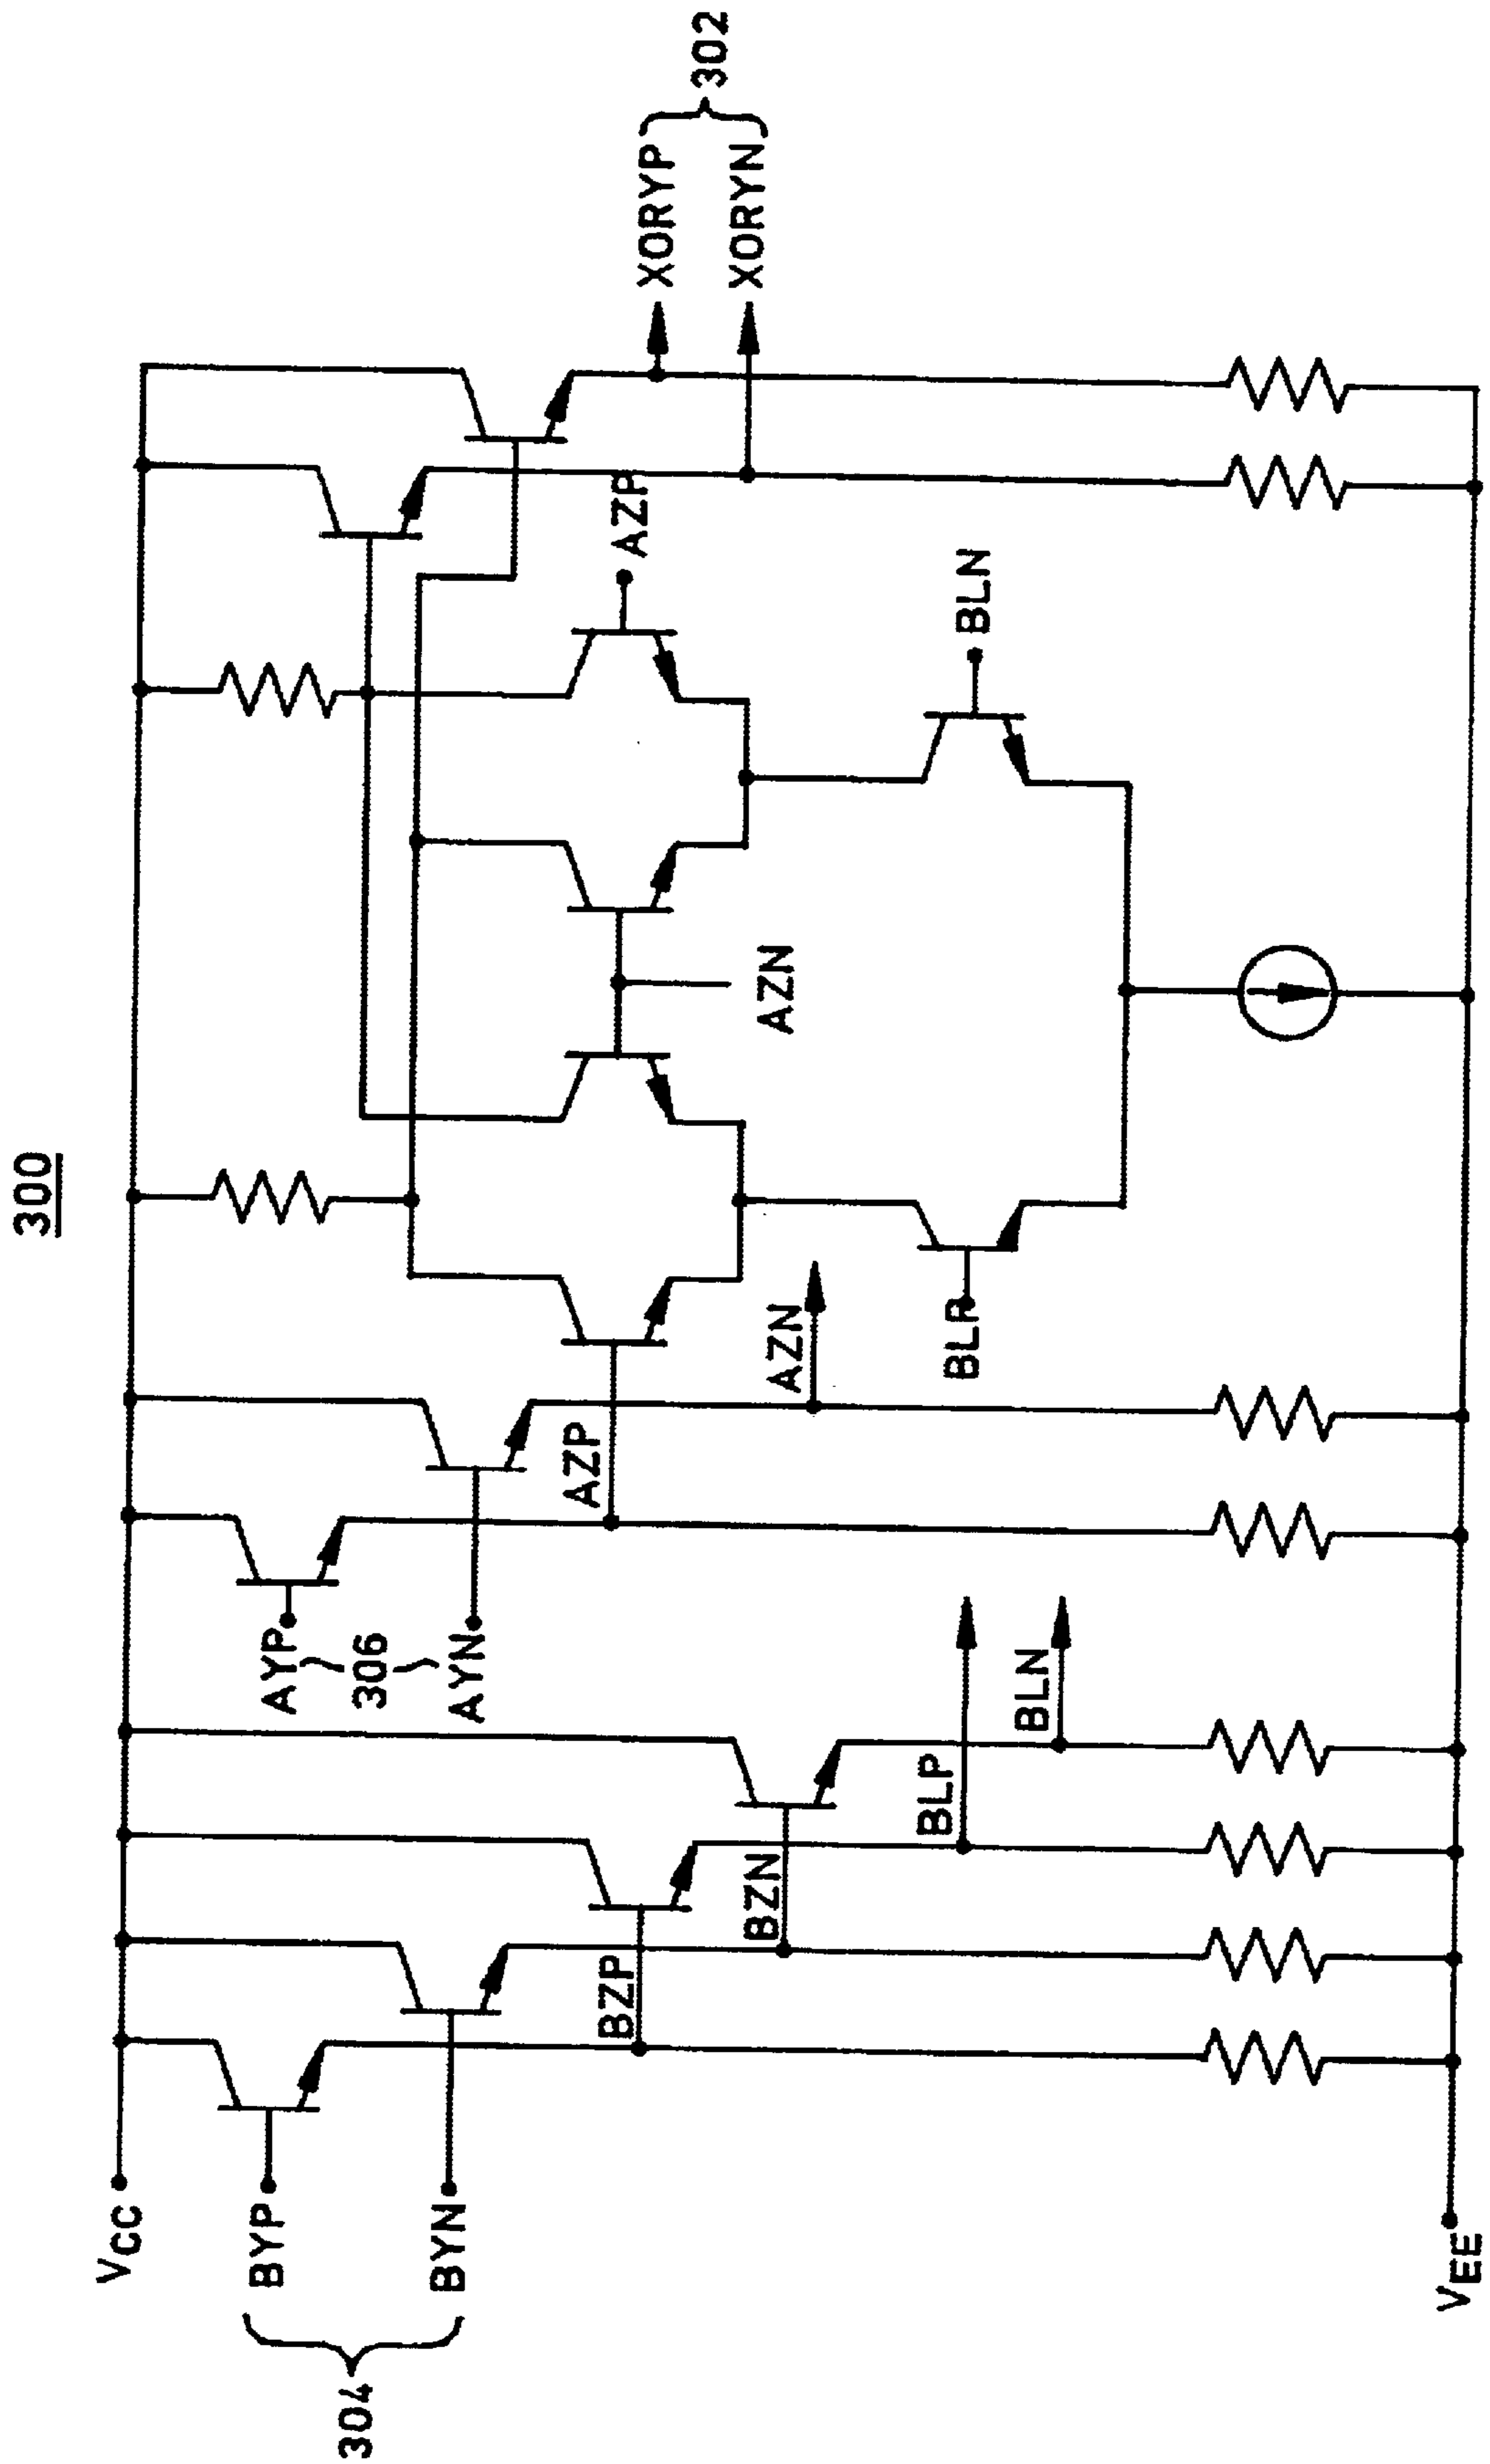 300
VCC
BYP
BYN
304
BZP
BZN
BLP
BLN
AYP
306
AYN
AZP
AZN
BLP
AZN
AZP
BLN
XORYP
XORYN
302
VEE